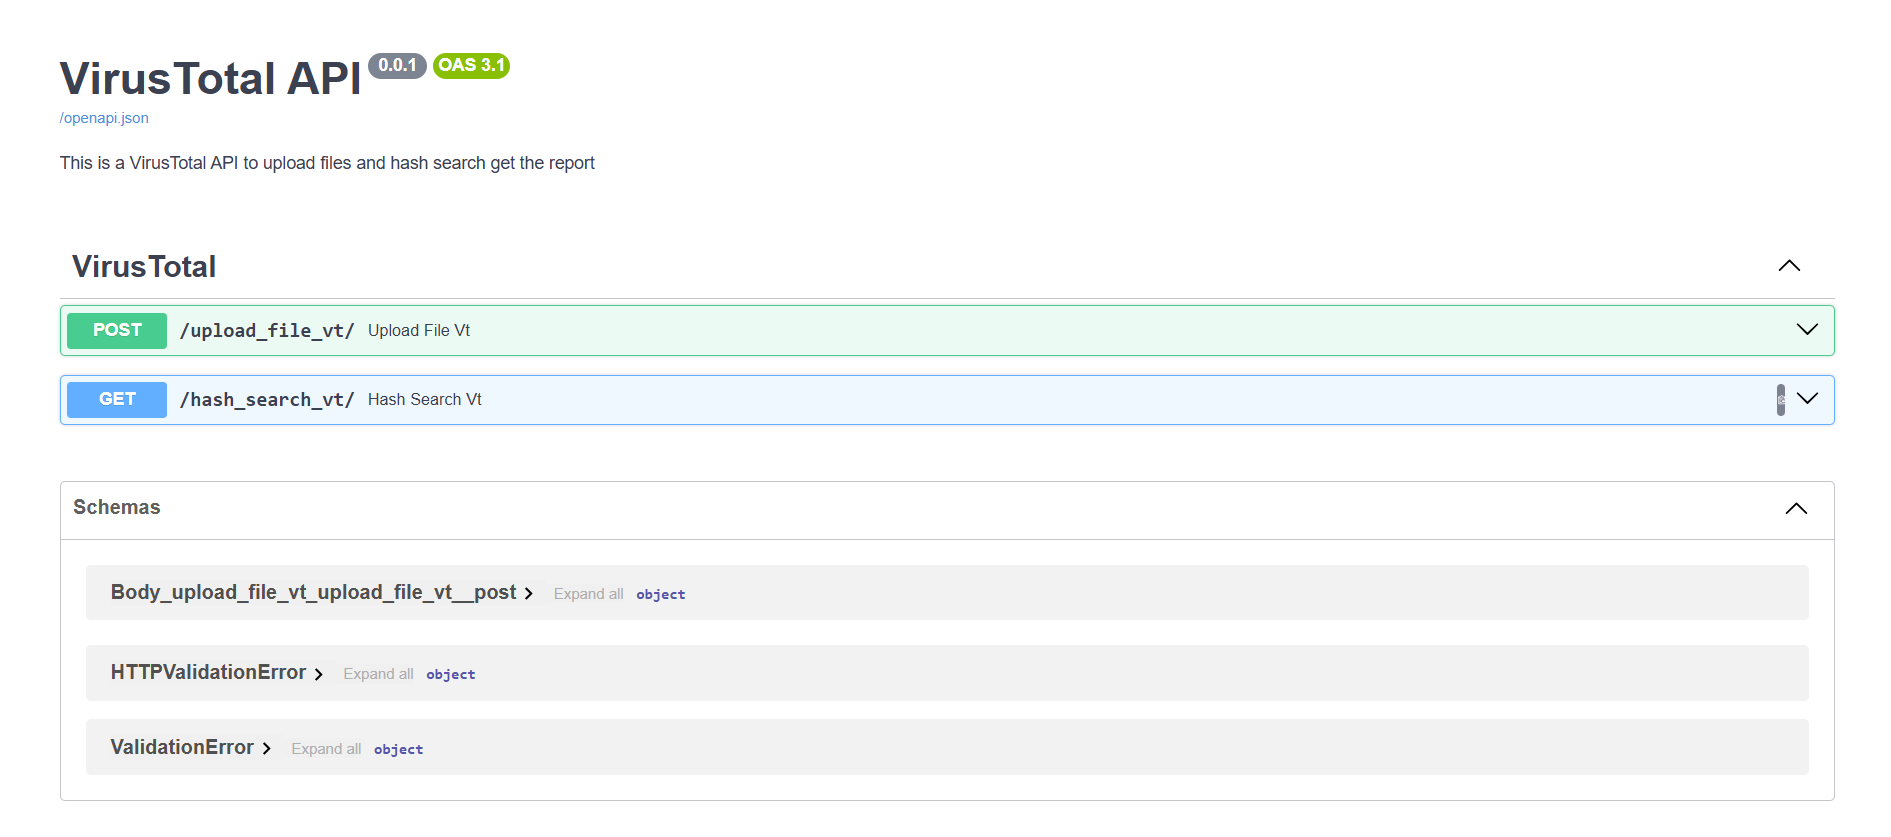 VirusTotal API 0.0.1 OAS 3.1
/openapi.json
This is a VirusTotal API to upload files and hash search get the report
VirusTotal
POST /upload_file_vt/ Upload File Vt
GET /hash_search_vt/ Hash Search Vt
Schemas
Body_upload_file_vt_upload_file_vt__post Expand all object
HTTPValidationError Expand all object
ValidationError Expand all object